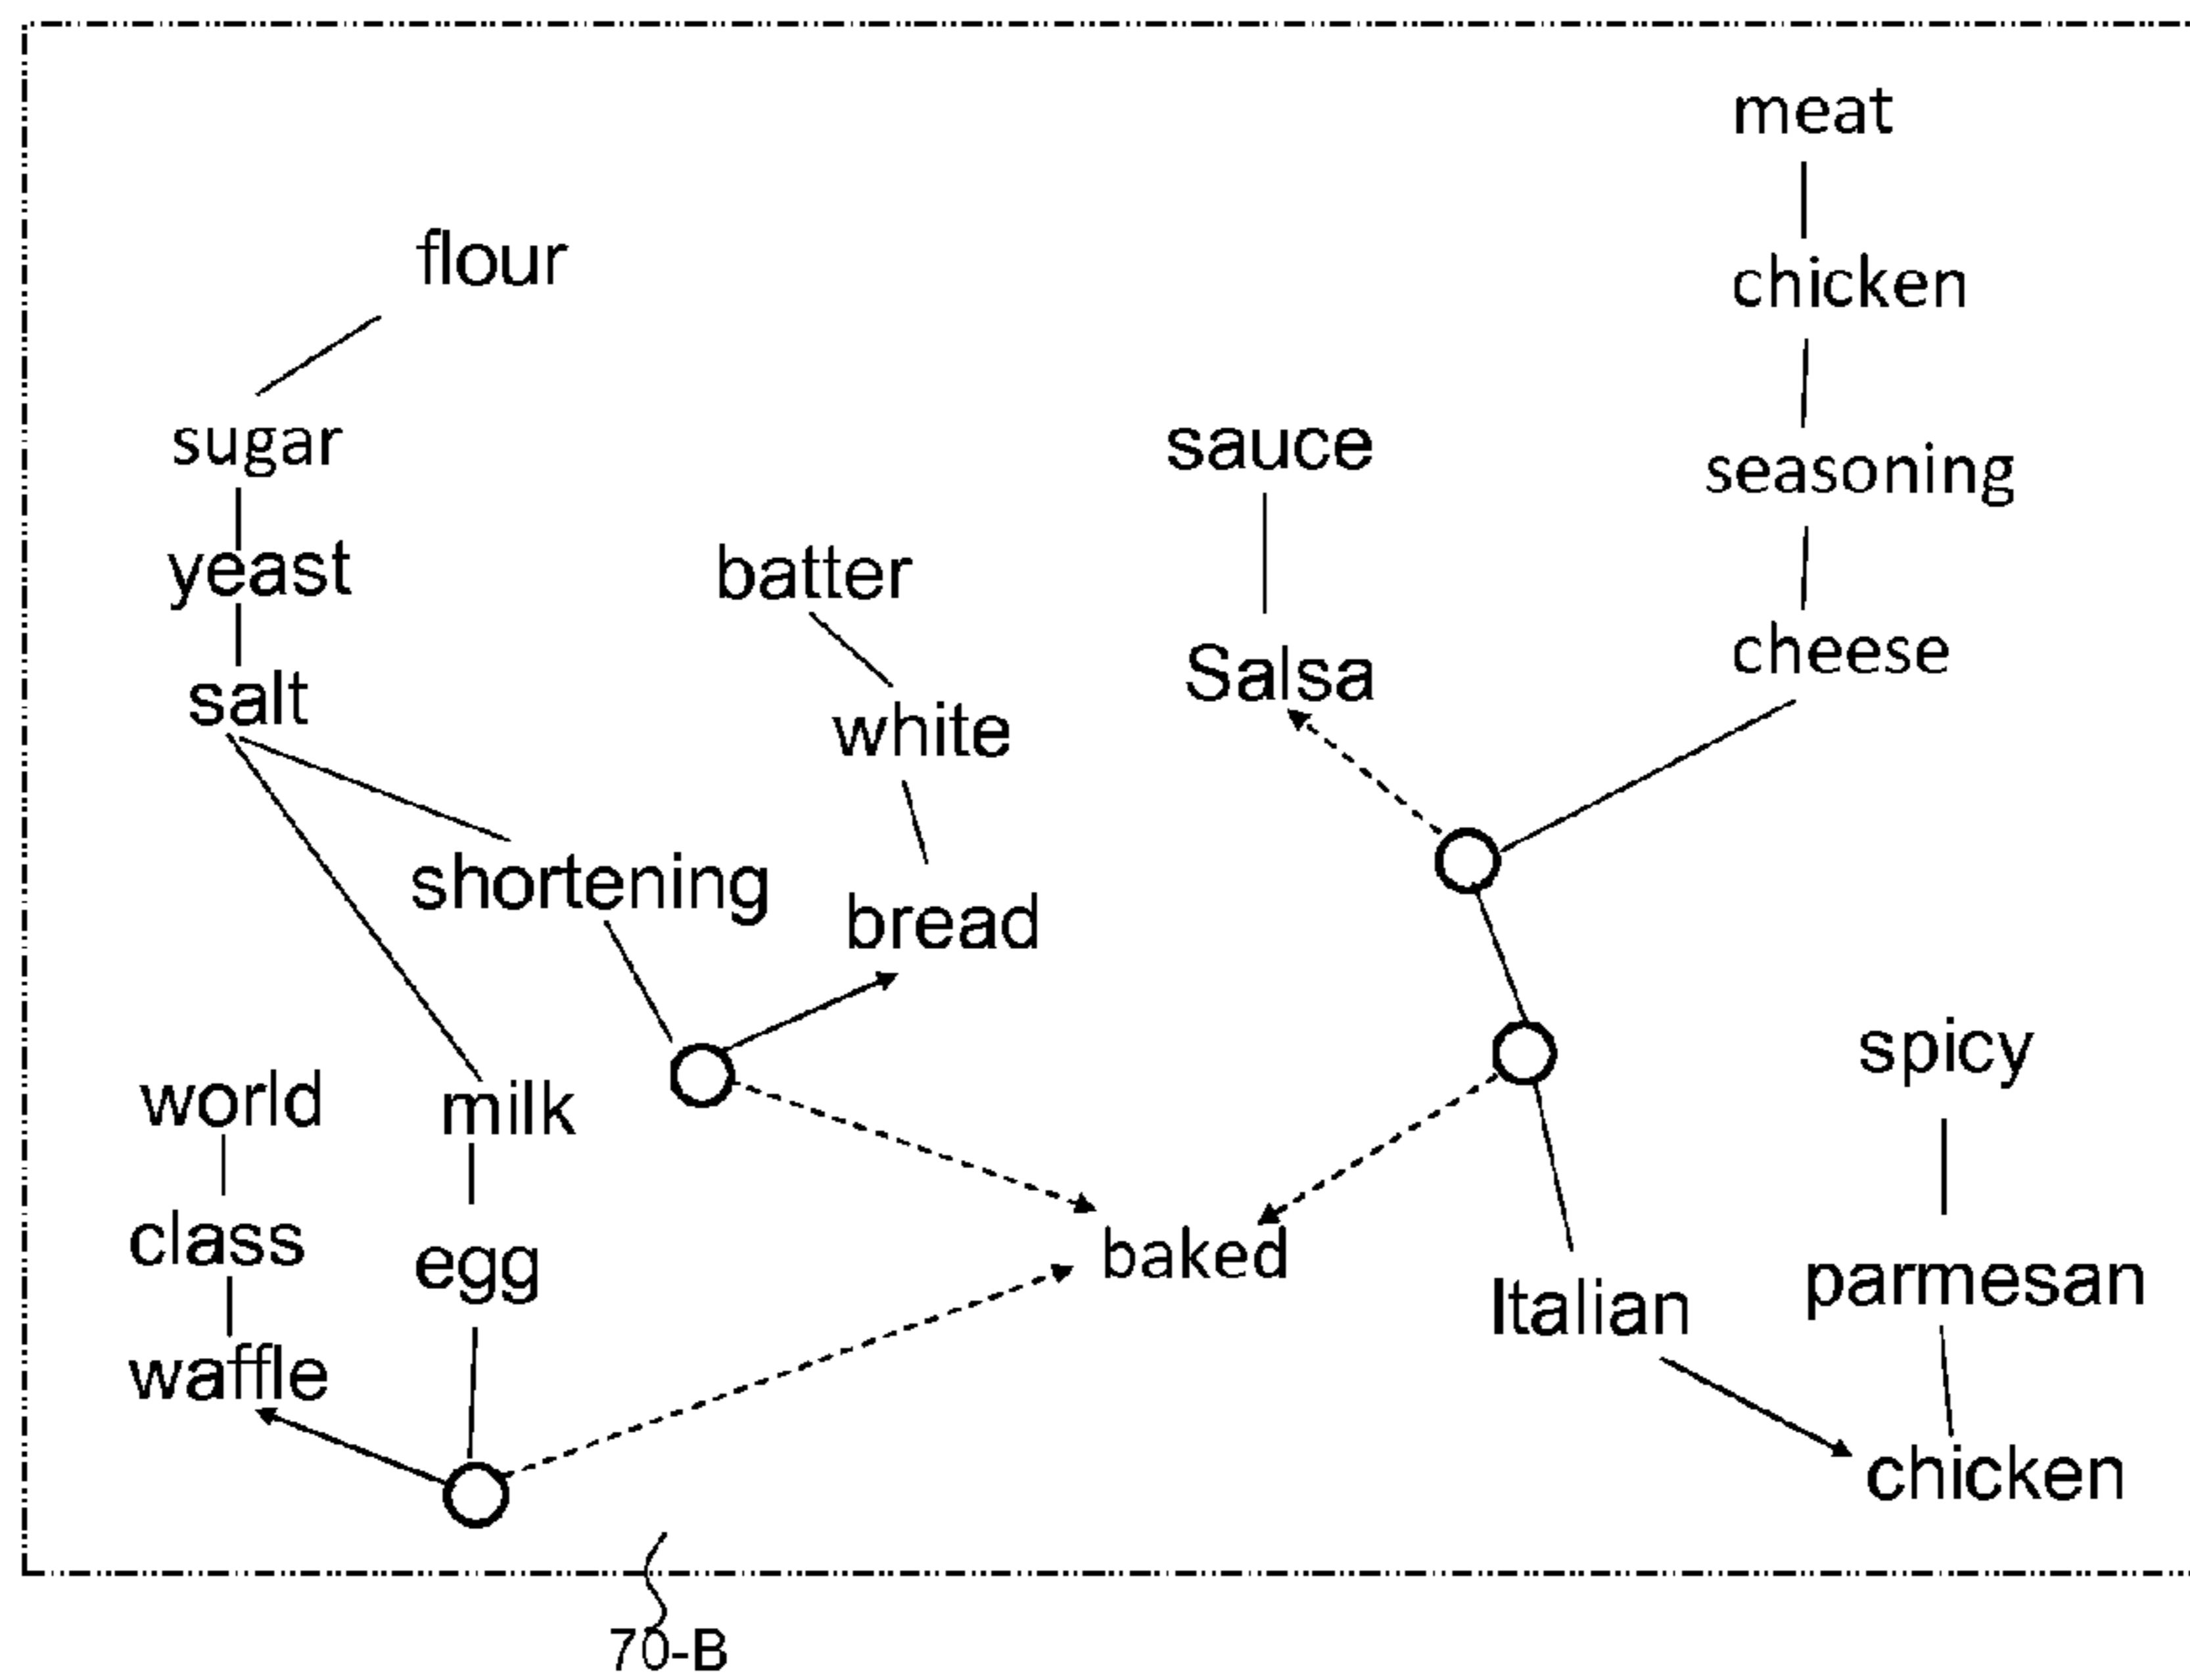 meat
flour
chicken
sugar
sauce
seasoning
yeast
batter
cheese
salt
Salsa
white
shortening
bread
spicy
world
milk
class
egg
baked
parmesan
Italian
waffle
chicken
70-B